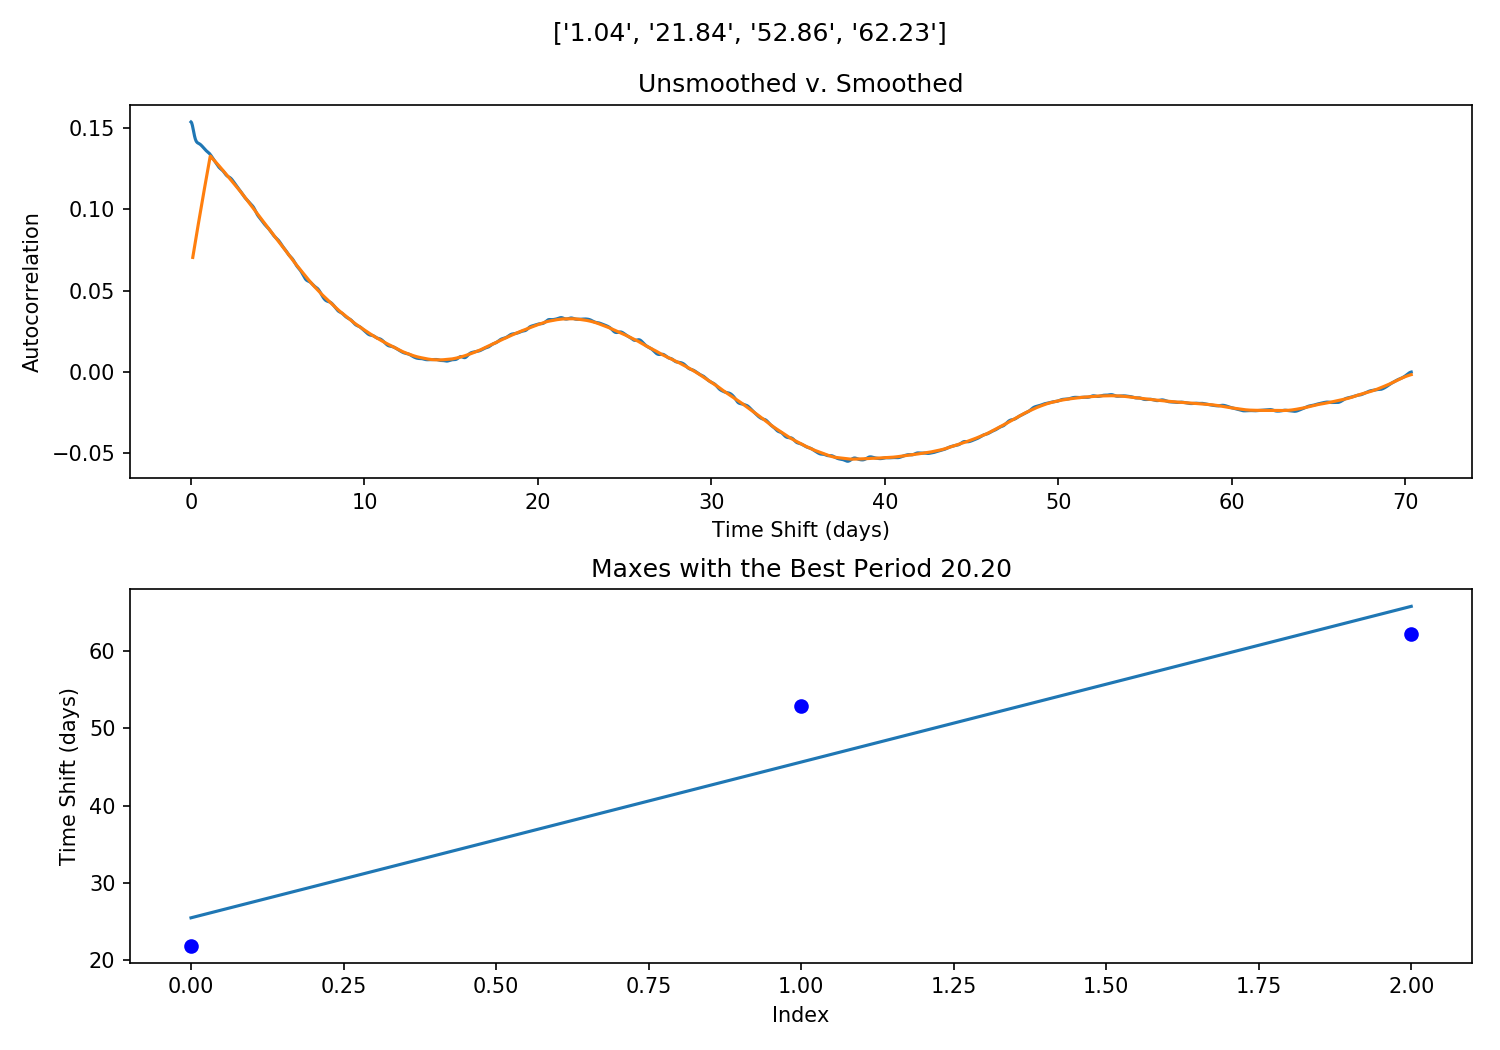 ['1.04', '21.84', '52.86', '62.23']
Unsmoothed v. Smoothed
0.15
0.10
0.05
0.00
−0.05
Autocorrelation
0 10 20 30 40 50 60 70
Time Shift (days)
Maxes with the Best Period 20.20
60
50
40
30
20
Time Shift (days)
0.00 0.25 0.50 0.75 1.00 1.25 1.50 1.75 2.00
Index